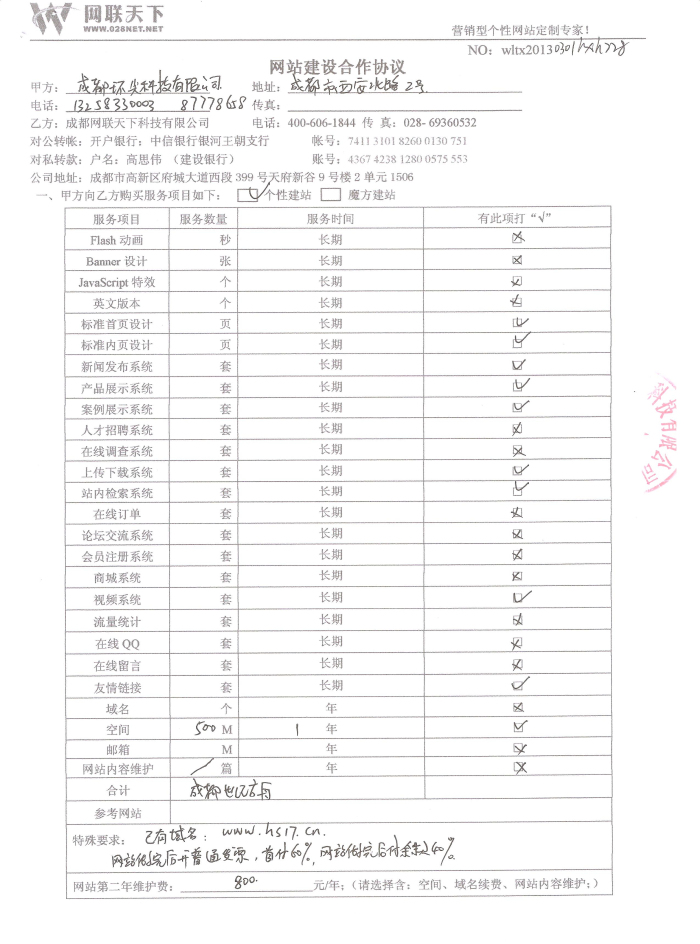 网联天下
WWW.028NET.NET
营销型个性网站定制专家！
NO: wltx20130301hxh728
网站建设合作协议
甲方：成都环尖科技有限公司 地址：成都市西安北路2号
电话：13258330003 87778658 传真：
乙方：成都网联天下科技有限公司 电话：400-606-1844 传 真：028- 69360532
对公转帐：开户银行：中信银行银河王朝支行 帐号：7411 3101 8260 0130 751
对私转款：户名：高思伟 （建设银行） 账号：4367 4238 1280 0575 553
公司地址：成都市高新区府城大道西段 399 号天府新谷 9 号楼 2 单元 1506
一、甲方向乙方购买服务项目如下： 个性建站 魔方建站
服务项目 服务数量 服务时间 有此项打“√”
Flash 动画 秒 长期
Banner 设计 张 长期
JavaScript 特效 个 长期
英文版本 个 长期
标准首页设计 页 长期
标准内页设计 页 长期
新闻发布系统 套 长期
产品展示系统 套 长期
案例展示系统 套 长期
人才招聘系统 套 长期
在线调查系统 套 长期
上传下载系统 套 长期
站内检索系统 套 长期
在线订单 套 长期
论坛交流系统 套 长期
会员注册系统 套 长期
商城系统 套 长期
视频系统 套 长期
流量统计 套 长期
在线 QQ 套 长期
在线留言 套 长期
友情链接 套 长期
域名 个 年
空间 500 M 1 年
邮箱 M 年
网站内容维护 篇 年
合计 成都
参考网站
特殊要求： 已有域名：www.hs17.cn.
网站做完后开普通发票，首付60%，网站做完后付余款40%。
网站第二年维护费： 800. 元/年；（请选择含：空间、域名续费、网站内容维护；）
科技有限公司